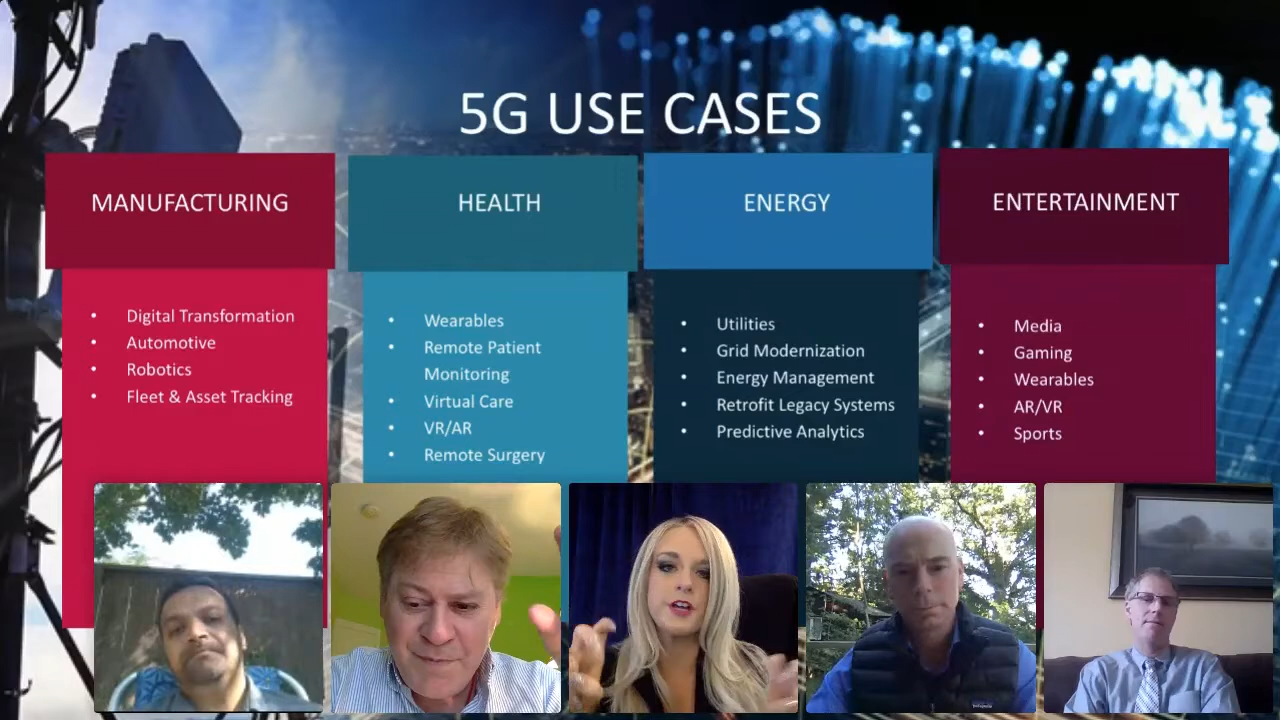 5G USE CASES
MANUFACTURING
• Digital Transformation
• Automotive
• Robotics
• Fleet & Asset Tracking
HEALTH
• Wearables
• Remote Patient
Monitoring
• Virtual Care
• VR/AR
• Remote Surgery
ENERGY
• Utilities
• Grid Modernization
• Energy Management
• Retrofit Legacy Systems
• Predictive Analytics
ENTERTAINMENT
• Media
• Gaming
• Wearables
• AR/VR
• Sports